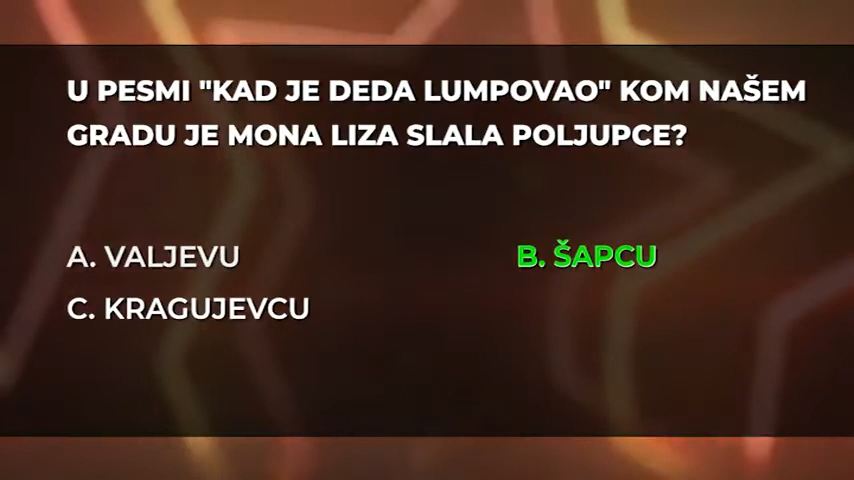 U PESMI "KAD JE DEDA LUMPOVAO" KOM NAŠEM
GRADU JE MONA LIZA SLALA POLJUPCE?
A. VALJEVU
B. ŠAPCU
C. KRAGUJEVCU